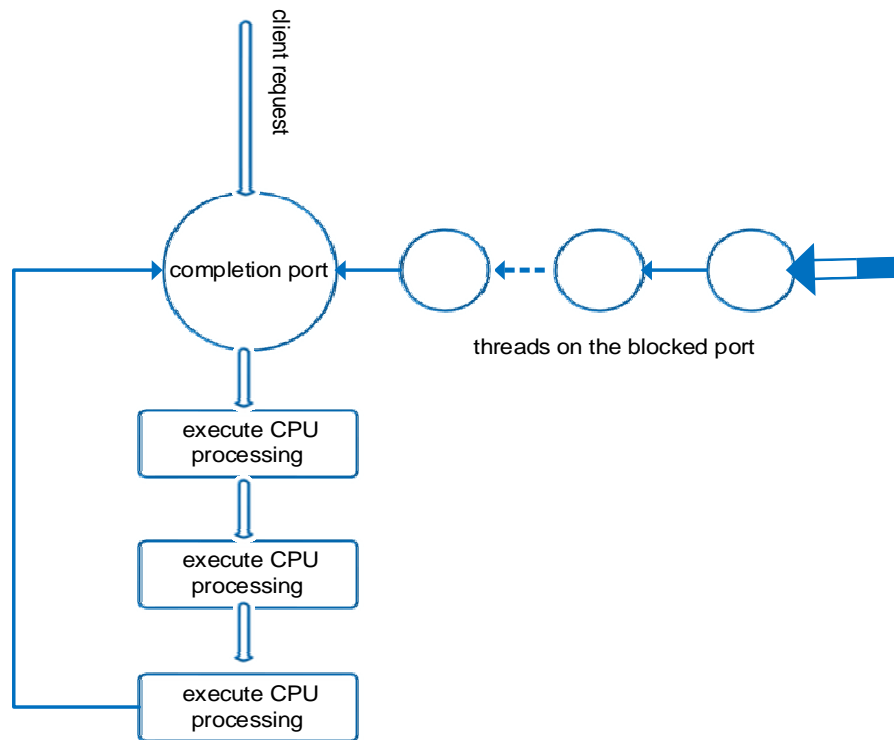 client request
completion port
threads on the blocked port
execute CPU
processing
execute CPU
processing
execute CPU
processing